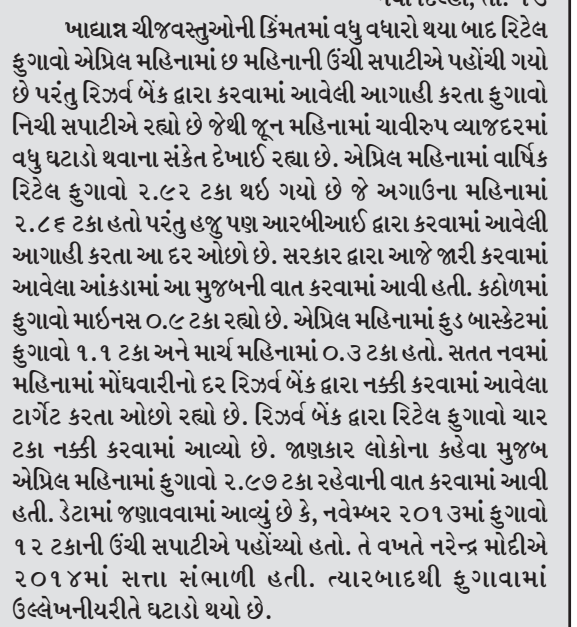 ખાદ્યાન્ન ચીજવસ્તુઓની કિંમતમાં વધુ વધારો થયા બાદ રિટેલ
ફુગાવો એપ્રિલ મહિનામાં છ મહિનાની ઉંચી સપાટીએ પહોંચી ગયો
છે પરંતુ રિઝર્વ બેંક દ્વારા કરવામાં આવેલી આગાહી કરતા ફુગાવો
નિચી સપાટીએ રહ્યો છે જેથી જૂન મહિનામાં ચાવીરુપ વ્યાજદરમાં
વધુ ઘટાડો થવાના સંકેત દેખાઈ રહ્યા છે. એપ્રિલ મહિનામાં વાર્ષિક
રિટેલ ફુગાવો ૨.૯૨ ટકા થઇ ગયો છે જે અગાઉના મહિનામાં
૨.૮૬ ટકા હતો પરંતુ હજુ પણ આરબીઆઈ દ્વારા કરવામાં આવેલી
આગાહી કરતા આ દર ઓછો છે. સરકાર દ્વારા આજે જારી કરવામાં
આવેલા આંકડામાં આ મુજબની વાત કરવામાં આવી હતી. કઠોળમાં
ફુગાવો માઇનસ ૦.૯ ટકા રહ્યો છે. એપ્રિલ મહિનામાં ફુડ બાસ્કેટમાં
ફુગાવો ૧.૧ ટકા અને માર્ચ મહિનામાં ૦.૩ ટકા હતો. સતત નવમાં
મહિનામાં મોંઘવારીનો દર રિઝર્વ બેંક દ્વારા નક્કી કરવામાં આવેલા
ટાર્ગેટ કરતા ઓછો રહ્યો છે. રિઝર્વ બેંક દ્વારા રિટેલ ફુગાવો ચાર
ટકા નક્કી કરવામાં આવ્યો છે. જાણકાર લોકોના કહેવા મુજબ
એપ્રિલ મહિનામાં ફુગાવો ૨.૯૭ ટકા રહેવાની વાત કરવામાં આવી
હતી. ડેટામાં જણાવવામાં આવ્યું છે કે, નવેમ્બર ૨૦૧૩માં ફુગાવો
૧૨ ટકાની ઉંચી સપાટીએ પહોંચ્યો હતો. તે વખતે નરેન્દ્ર મોદીએ
૨૦૧૪માં સત્તા સંભાળી હતી. ત્યારબાદથી ફુગાવામાં
ઉલ્લેખનીયરીતે ઘટાડો થયો છે.